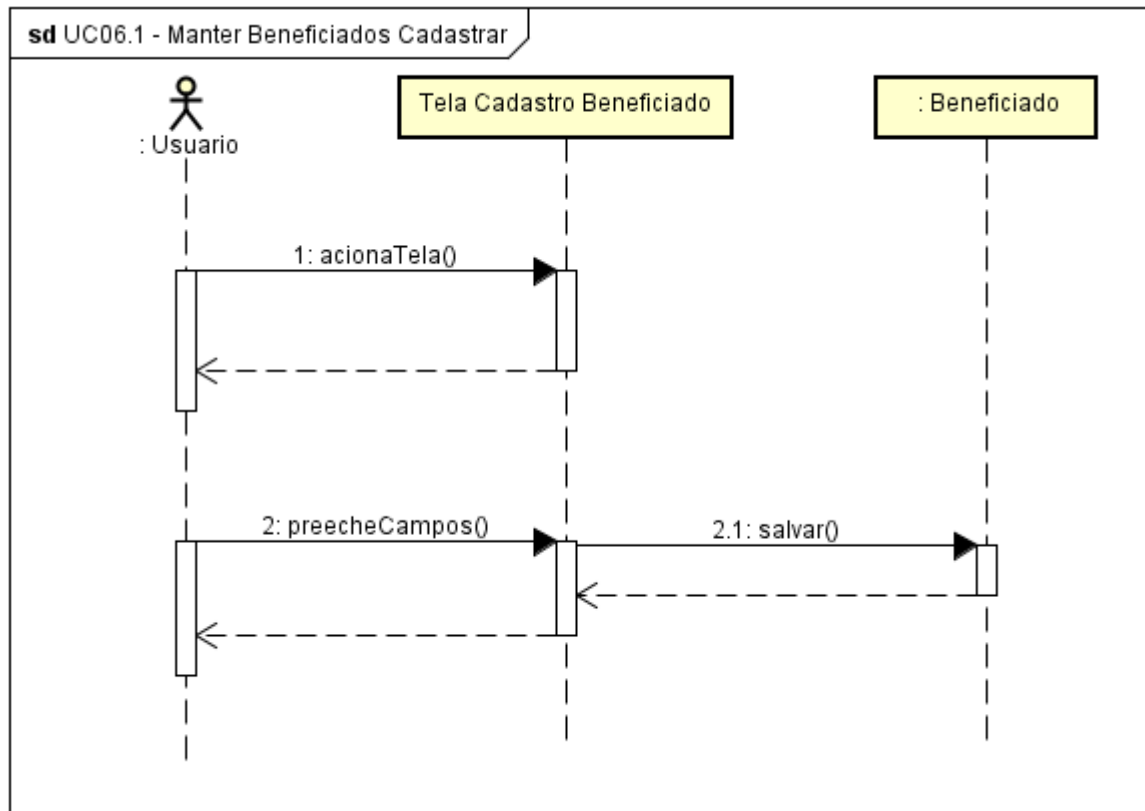 sd UC06.1 - Manter Beneficiados Cadastrar
: Usuario
Tela Cadastro Beneficiado
: Beneficiado
1: acionaTela()
2: preecheCampos()
2.1: salvar()